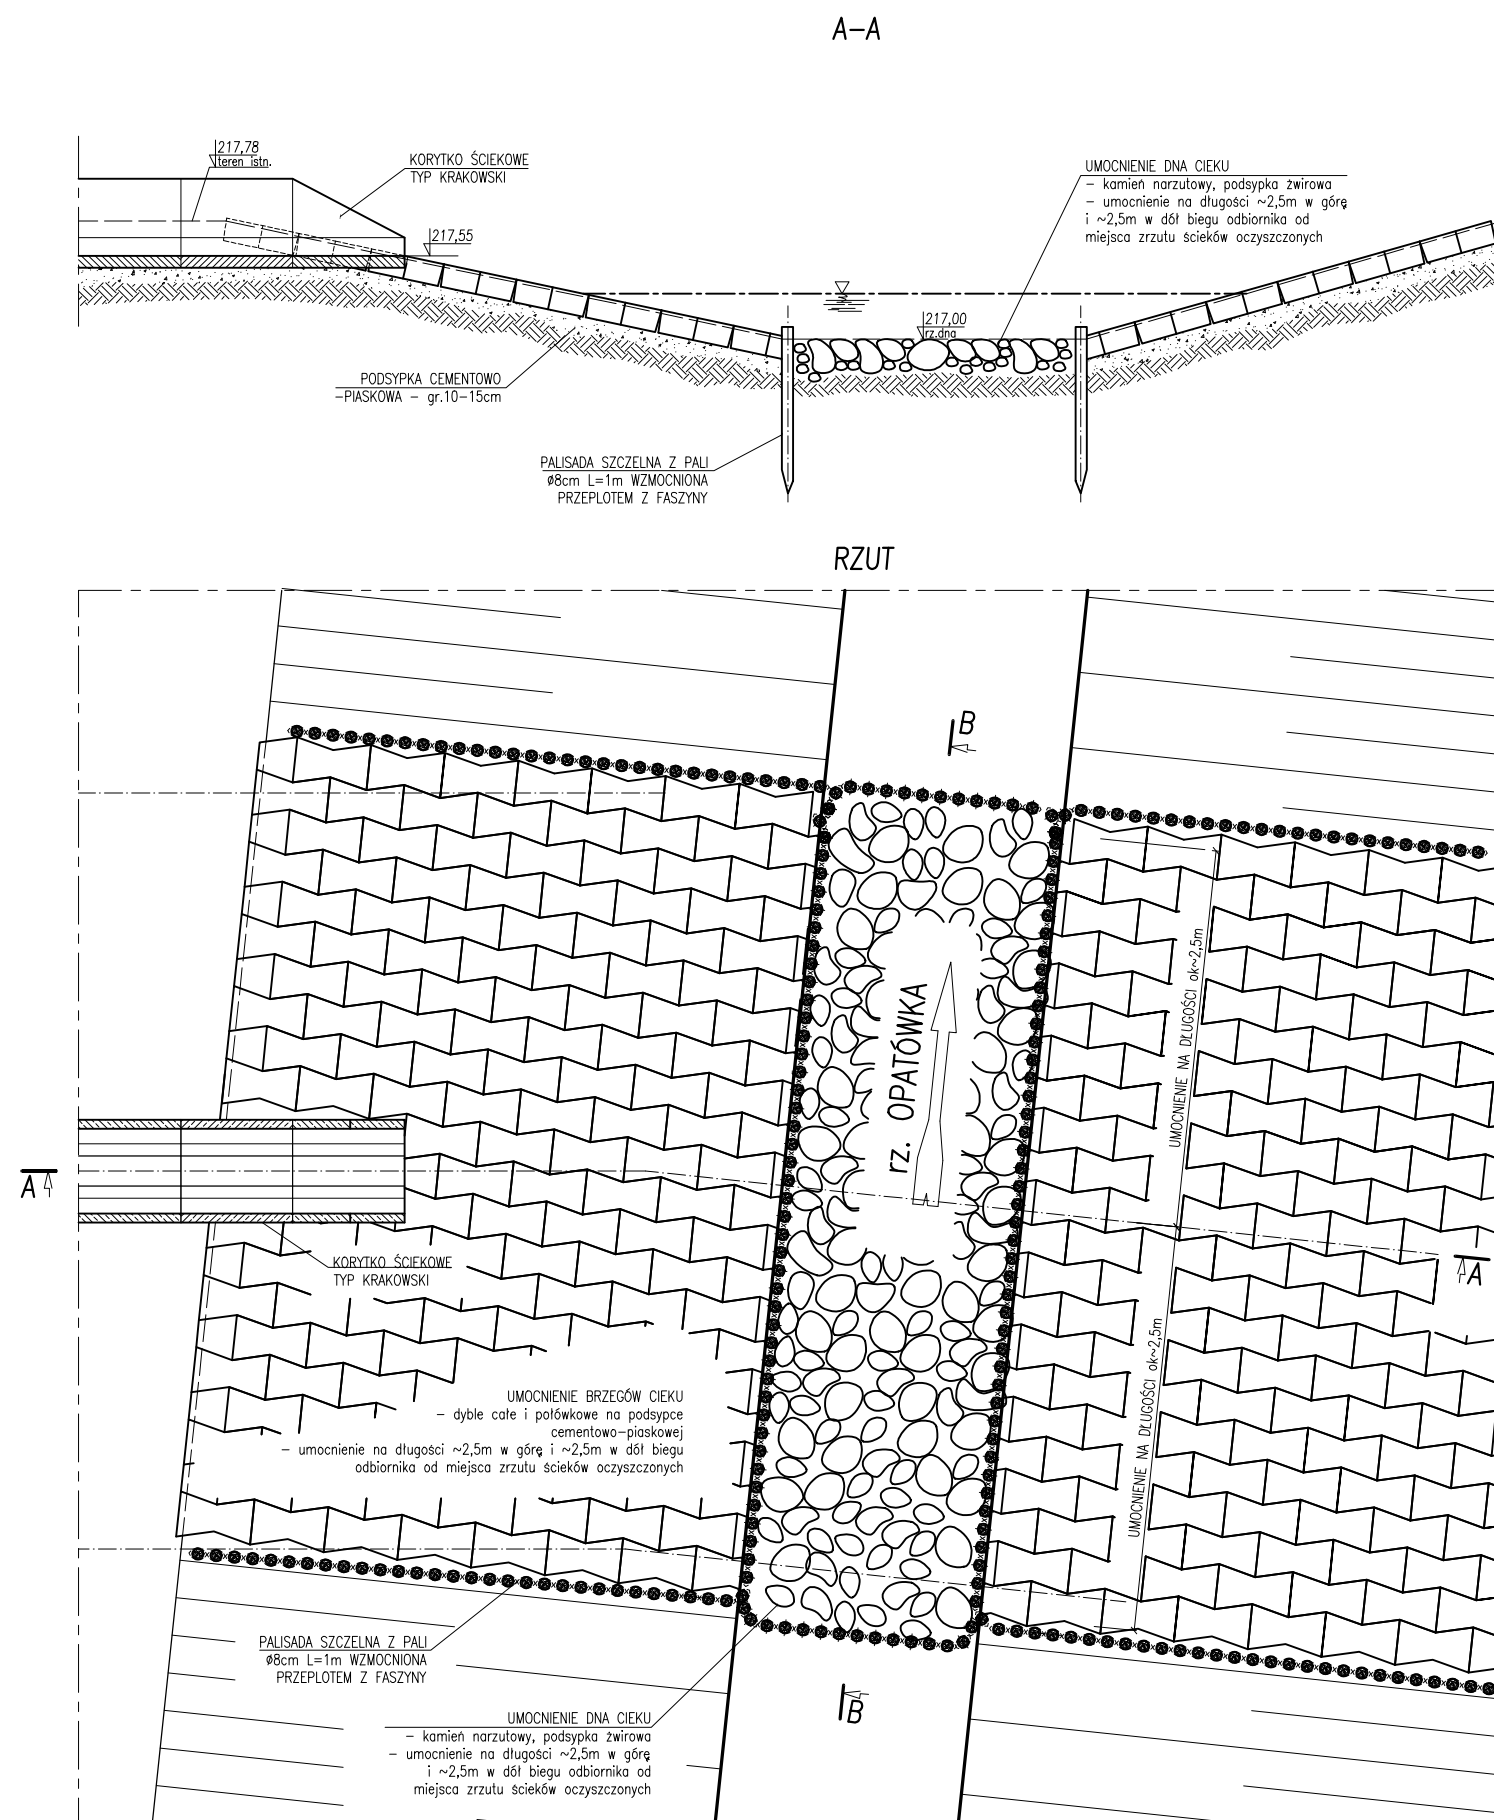 A-A
217,78
teren istn.
KORYTKO ŚCIEKOWE
TYP KRAKOWSKI
217,55
UMOCNIENIE DNA CIEKU
- kamień narzutowy, podsypka żwirowa
- umocnienie na długości ~2,5m w górę
i ~2,5m w dół biegu odbiornika od
miejsca zrzutu ścieków oczyszczonych
217,00
rz.dna
PODSYPKA CEMENTOWO
-PIASKOWA - gr.10-15cm
PALISADA SZCZELNA Z PALI
ø8cm L=1m WZMOCNIONA
PRZEPLOTEM Z FASZYNY
RZUT
B
UMOCNIENIE NA DŁUGOŚCI ok~2,5m
rz. OPATÓWKA
A
A
KORYTKO ŚCIEKOWE
TYP KRAKOWSKI
UMOCNIENIE NA DŁUGOŚCI ok~2,5m
UMOCNIENIE BRZEGÓW CIEKU
- dyble całe i połówkowe na podsypce
cementowo-piaskowej
- umocnienie na długości ~2,5m w górę i ~2,5m w dół biegu
odbiornika od miejsca zrzutu ścieków oczyszczonych
PALISADA SZCZELNA Z PALI
ø8cm L=1m WZMOCNIONA
PRZEPLOTEM Z FASZYNY
B
UMOCNIENIE DNA CIEKU
- kamień narzutowy, podsypka żwirowa
- umocnienie na długości ~2,5m w górę
i ~2,5m w dół biegu odbiornika od
miejsca zrzutu ścieków oczyszczonych